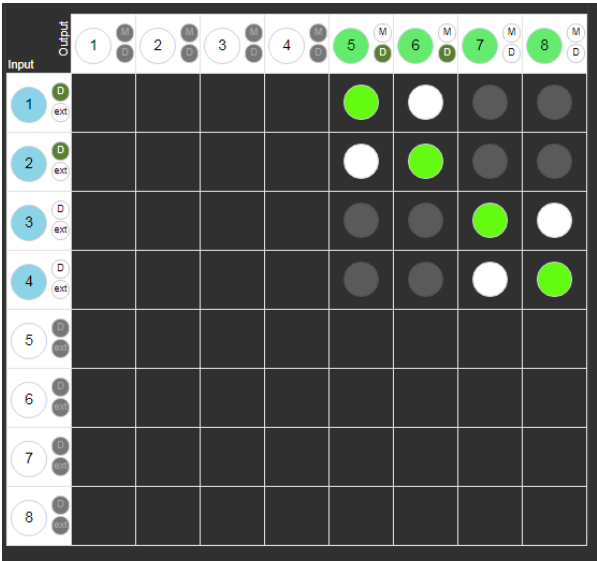 Output
Input
1 M D 2 M D 3 M D 4 M D 5 M D 6 M D 7 M D 8 M D
1 D ext
2 D ext
3 D ext
4 D ext
5 D ext
6 D ext
7 D ext
8 D ext